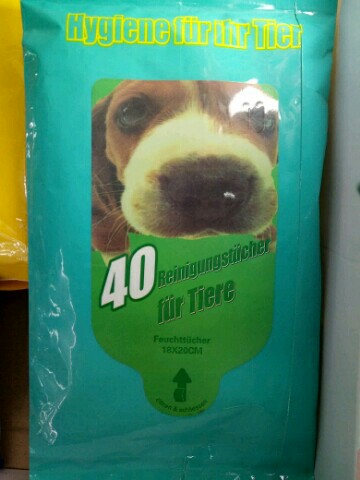 Hygiene für ihr Tier
40 Reinigungstücher
für Tiere
Feuchttücher
18X20CM